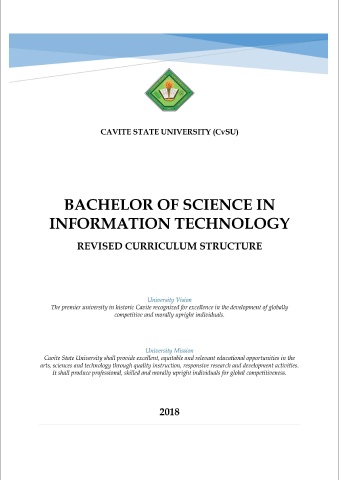 CAVITE STATE UNIVERSITY (CvSU)
BACHELOR OF SCIENCE IN
INFORMATION TECHNOLOGY
REVISED CURRICULUM STRUCTURE
University Vision
The premier university in historic Cavite recognized for excellence in the development of globally
competitive and morally upright individuals.
University Mission
Cavite State University shall provide excellent, equitable and relevant educational opportunities in the
arts, sciences and technology through quality instruction, responsive research and development activities.
It shall produce professional, skilled and morally upright individuals for global competitiveness.
2018